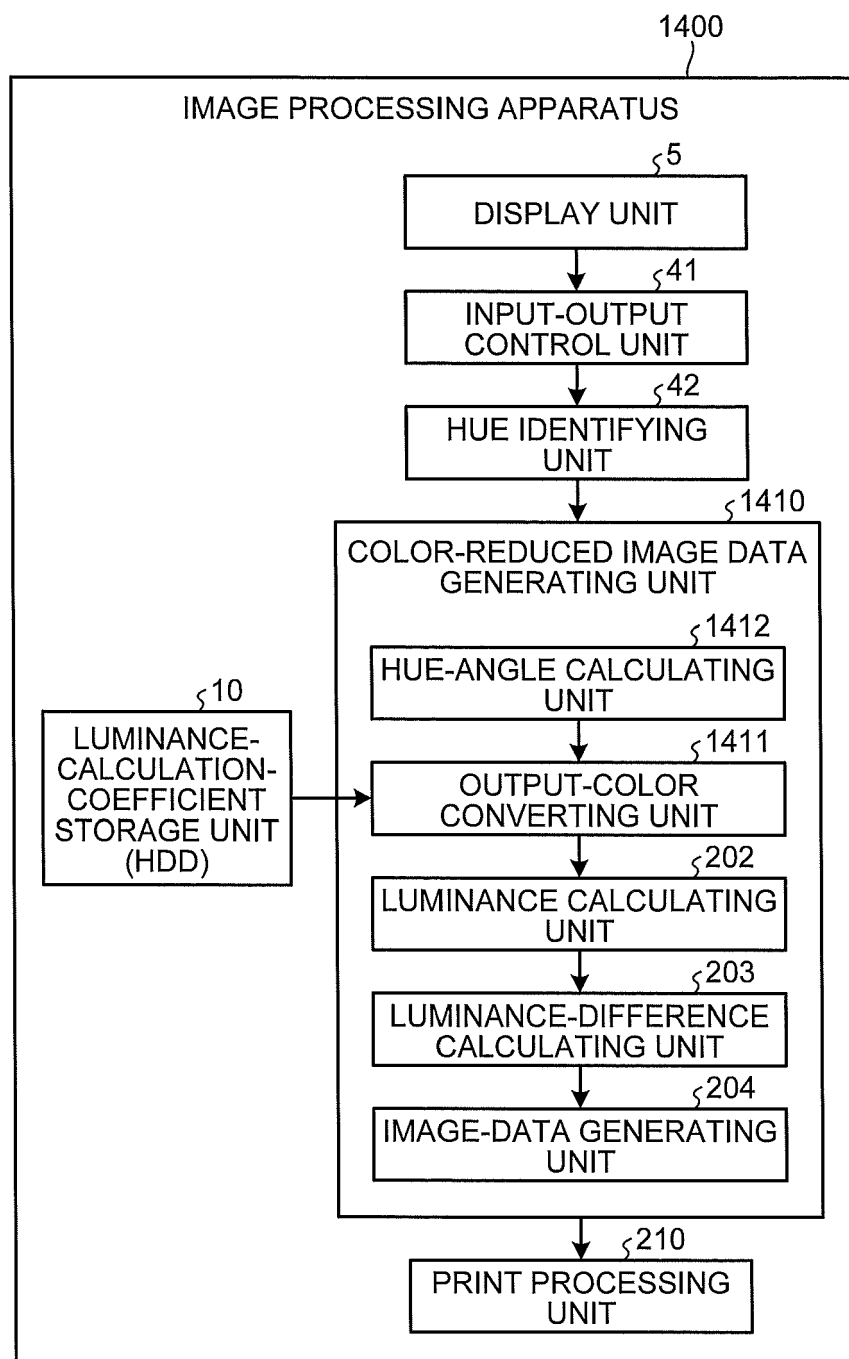 1400
IMAGE PROCESSING APPARATUS
5
DISPLAY UNIT
41
INPUT-OUTPUT
CONTROL UNIT
42
HUE IDENTIFYING
UNIT
1410
COLOR-REDUCED IMAGE DATA
GENERATING UNIT
1412
HUE-ANGLE CALCULATING
UNIT
10
LUMINANCE-
CALCULATION-
COEFFICIENT
STORAGE UNIT
(HDD)
1411
OUTPUT-COLOR
CONVERTING UNIT
202
LUMINANCE CALCULATING
UNIT
203
LUMINANCE-DIFFERENCE
CALCULATING UNIT
204
IMAGE-DATA GENERATING
UNIT
210
PRINT PROCESSING
UNIT